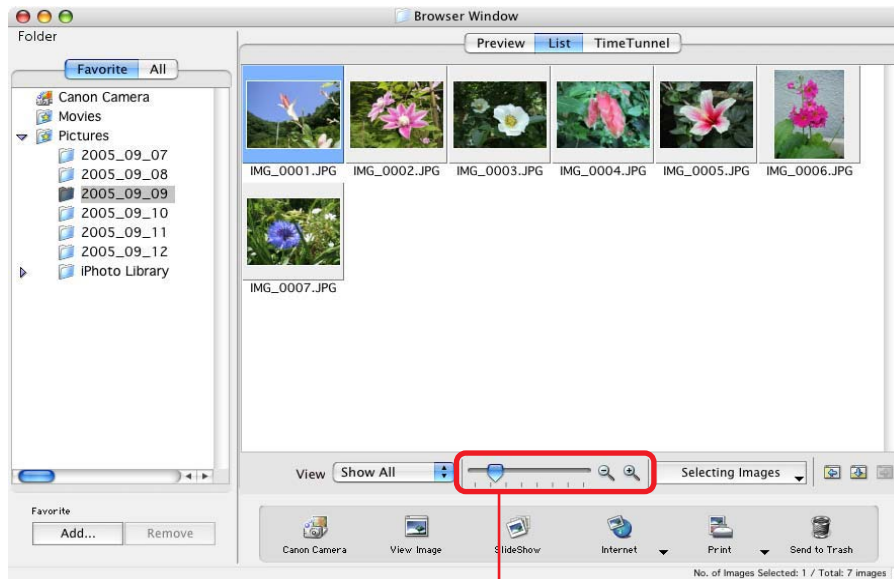 Browser Window
Folder
Favorite All
Preview List TimeTunnel
Canon Camera
Movies
Pictures
2005_09_07
2005_09_08
2005_09_09
2005_09_10
2005_09_11
2005_09_12
iPhoto Library
IMG_0001.JPG IMG_0002.JPG IMG_0003.JPG IMG_0004.JPG IMG_0005.JPG IMG_0006.JPG
IMG_0007.JPG
View Show All Selecting Images
Favorite
Add... Remove
Canon Camera View Image SlideShow Internet Print Send to Trash
No. of Images Selected: 1 / Total: 7 images